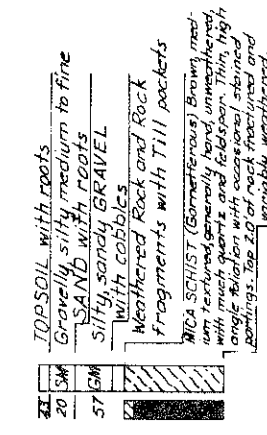 TOPSOIL with roots
Gravelly, silty medium to fine
SAND with roots
Silty, sandy GRAVEL
with cobbles
Weathered Rock and Rock
fragments with Till pockets
MICA SCHIST (Garnetiferous) Brown, med-
ium textured, generally hard, unweathered,
with much quartz and feldspar. Thin, high
angle foliation with occasional stained
partings. Top 2.0' of rock fractured and
variably weathered.
SM
GM
20
57